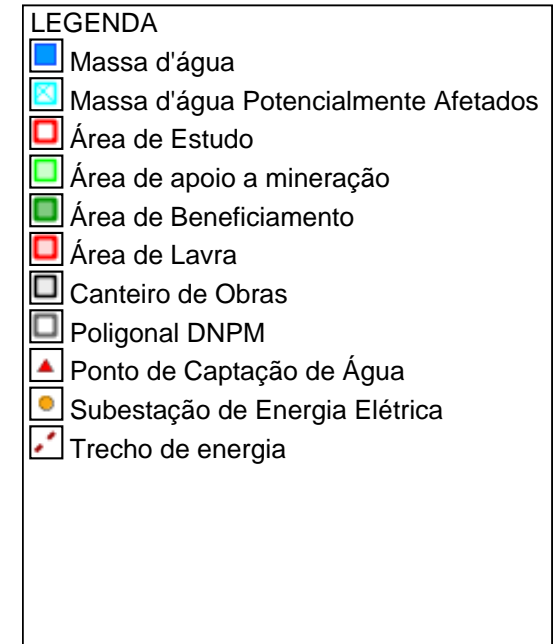 LEGENDA
Massa d'água
Massa d'água Potencialmente Afetados
Área de Estudo
Área de apoio a mineração
Área de Beneficiamento
Área de Lavra
Canteiro de Obras
Poligonal DNPM
Ponto de Captação de Água
Subestação de Energia Elétrica
Trecho de energia